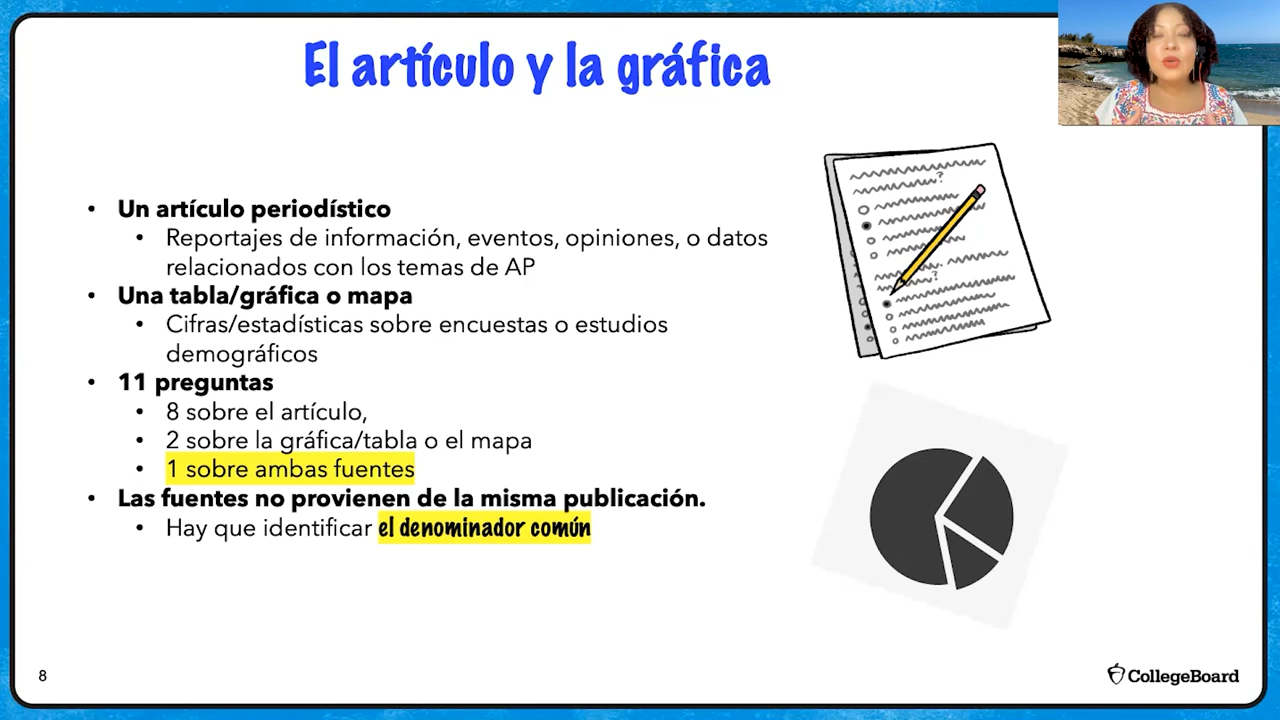 El artículo y la gráfica
• Un artículo periodístico
• Reportajes de información, eventos, opiniones, o datos
relacionados con los temas de AP
• Una tabla/gráfica o mapa
• Cifras/estadísticas sobre encuestas o estudios
demográficos
• 11 preguntas
• 8 sobre el artículo,
• 2 sobre la gráfica/tabla o el mapa
• 1 sobre ambas fuentes
• Las fuentes no provienen de la misma publicación.
• Hay que identificar el denominador común
?
?
8
CollegeBoard